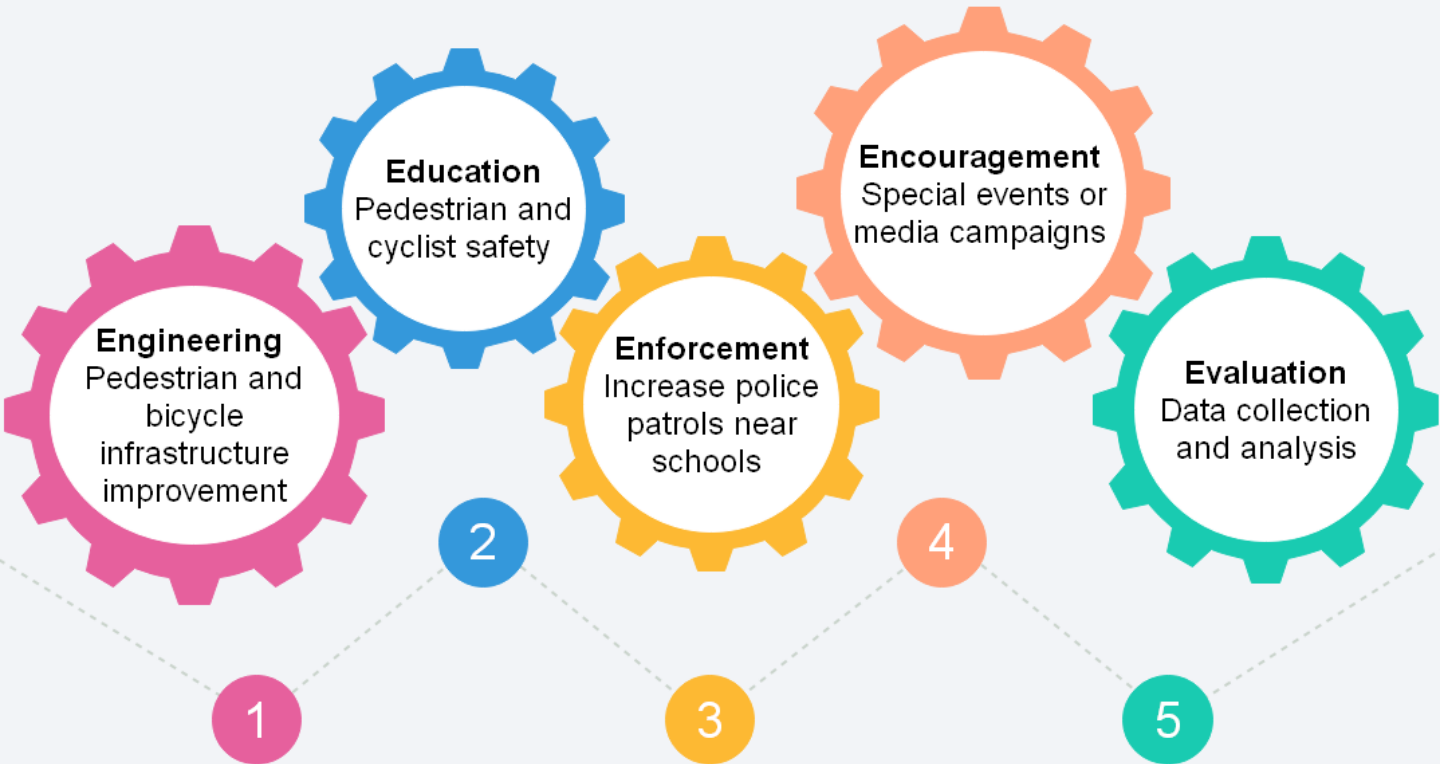 Engineering
Pedestrian and
bicycle
infrastructure
improvement
Education
Pedestrian and
cyclist safety
Enforcement
Increase police
patrols near
schools
Encouragement
Special events or
media campaigns
Evaluation
Data collection
and analysis
1
2
3
4
5